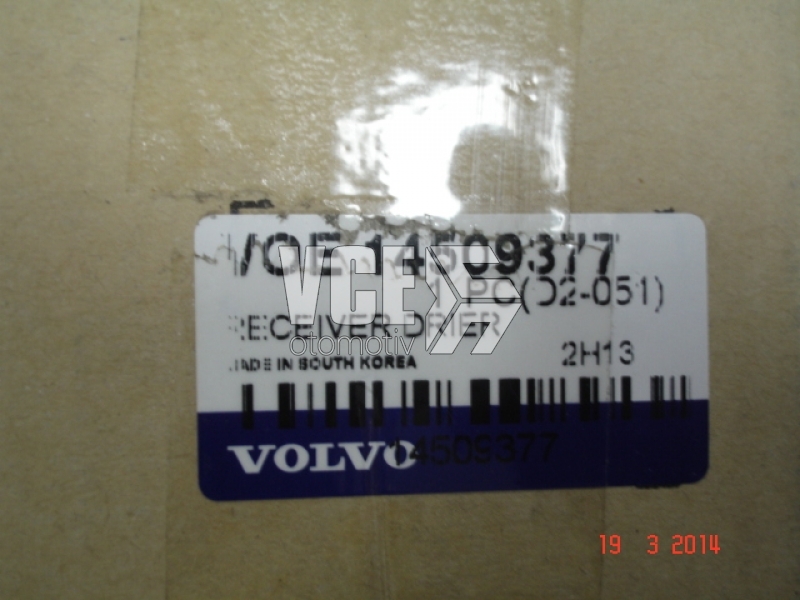 VOE 14509377
1 PC(D2-051)
RECEIVER DRIER
MADE IN SOUTH KOREA 2H13
VOLVO 14509377
VCE
otomotiv
19 3 2014